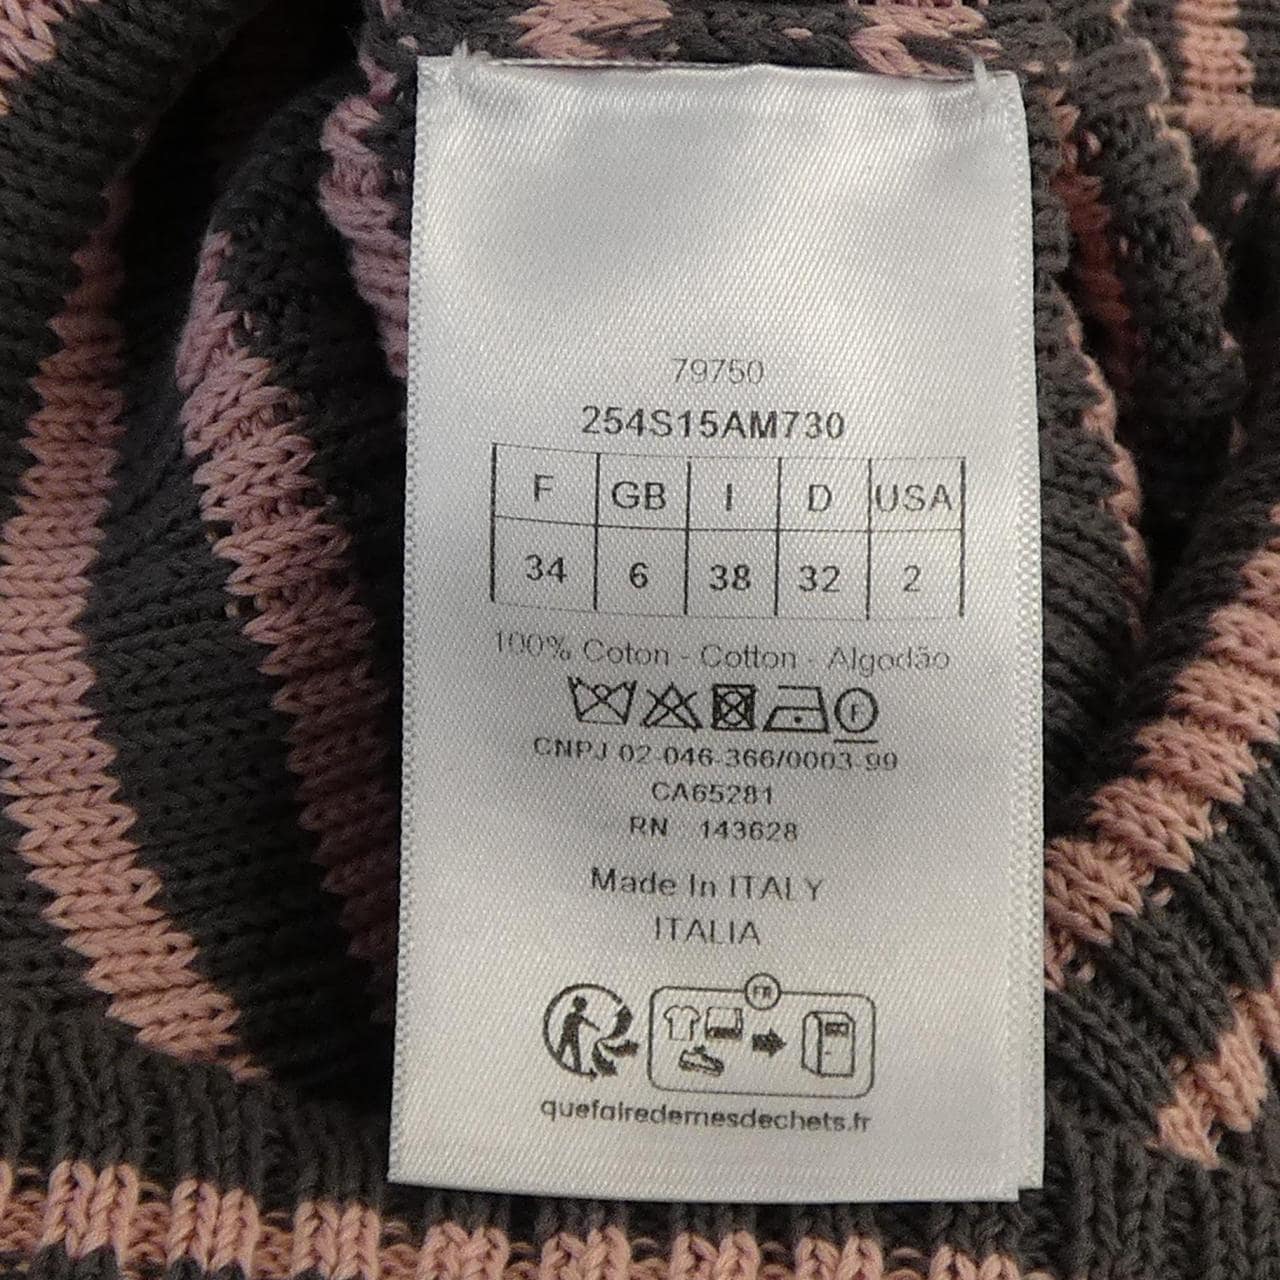 79750
254S15AM730
F GB I D USA
34 6 38 32 2
100% Coton - Cotton - Algodão
F
CNPJ 02-046-366/0003-99
CA65281
RN 143628
Made In ITALY
ITALIA
FR
quefairedemesdechets.fr